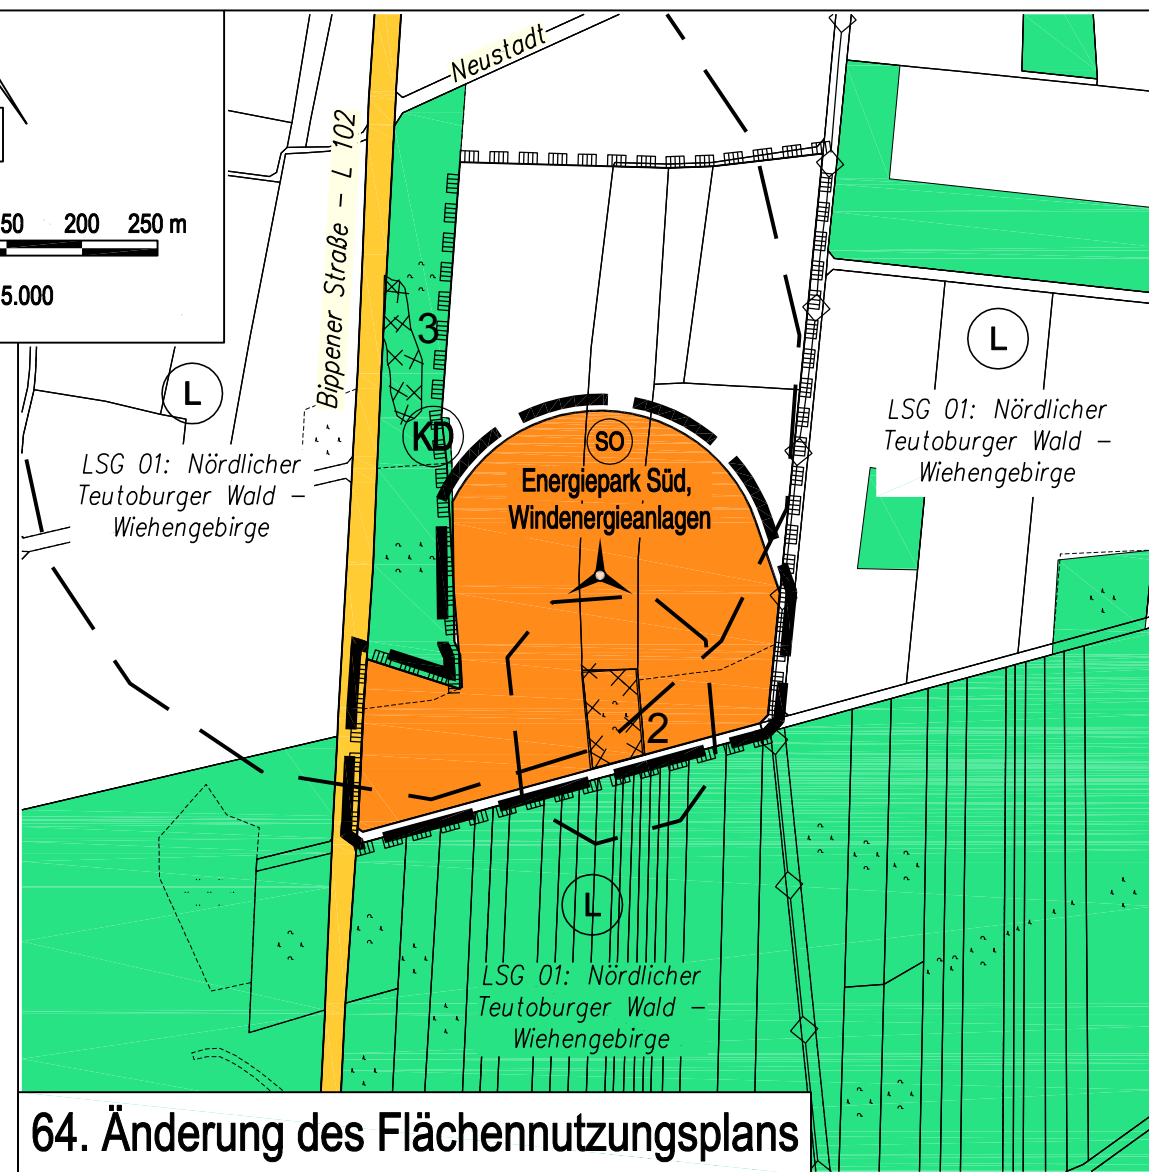 Neustadt
Bippener Straße - L 102
50 200 250 m
5.000
3
L
L
LSG 01: Nördlicher
Teutoburger Wald -
Wiehengebirge
LSG 01: Nördlicher
Teutoburger Wald -
Wiehengebirge
KD
SO
Energiepark Süd,
Windenergieanlagen
2
L
LSG 01: Nördlicher
Teutoburger Wald -
Wiehengebirge
64. Änderung des Flächennutzungsplans